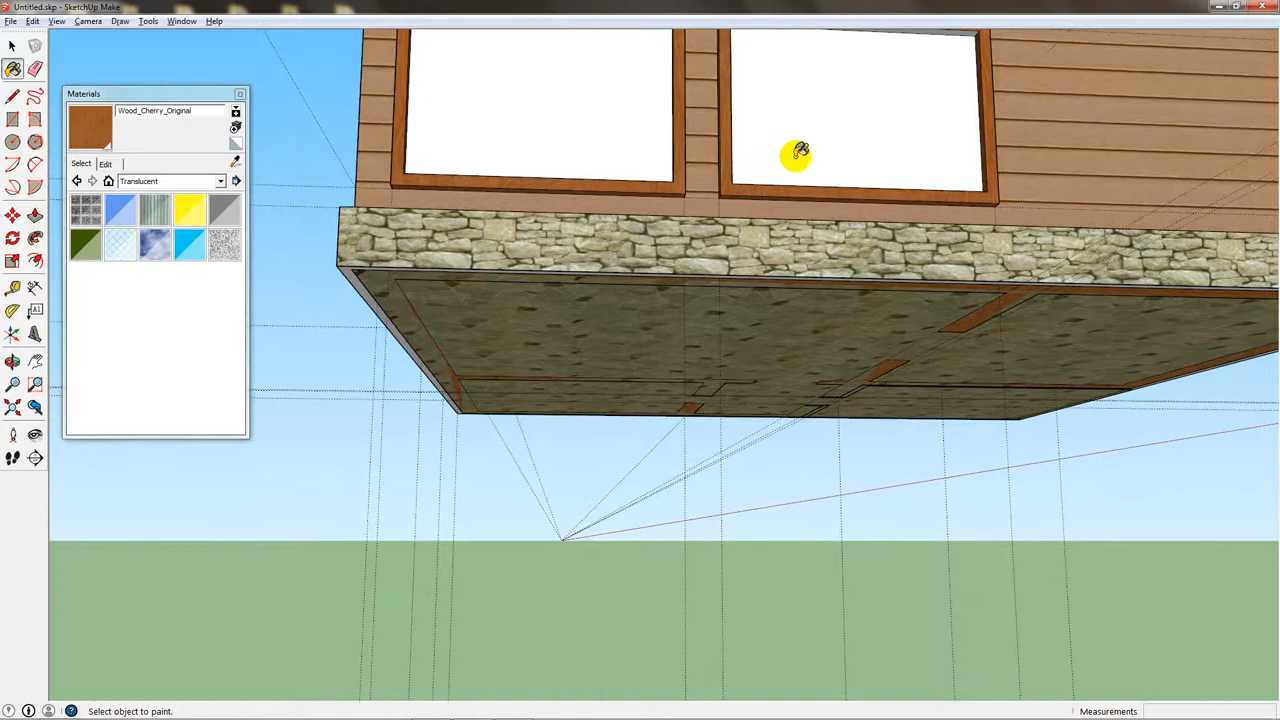 Untitled.skp - SketchUp Make
File Edit View Camera Draw Tools Window Help
Materials
Wood_Cherry_Original
Select Edit
Translucent
A1
Select object to paint.
Measurements